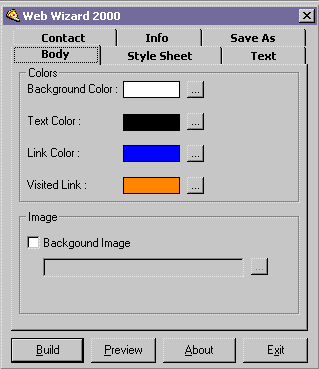 Web Wizard 2000
Contact Info Save As
Body Style Sheet Text
Colors
Background Color : ...
Text Color : ...
Link Color : ...
Visited Link : ...
Image
Backgound Image
...
Build Preview About Exit